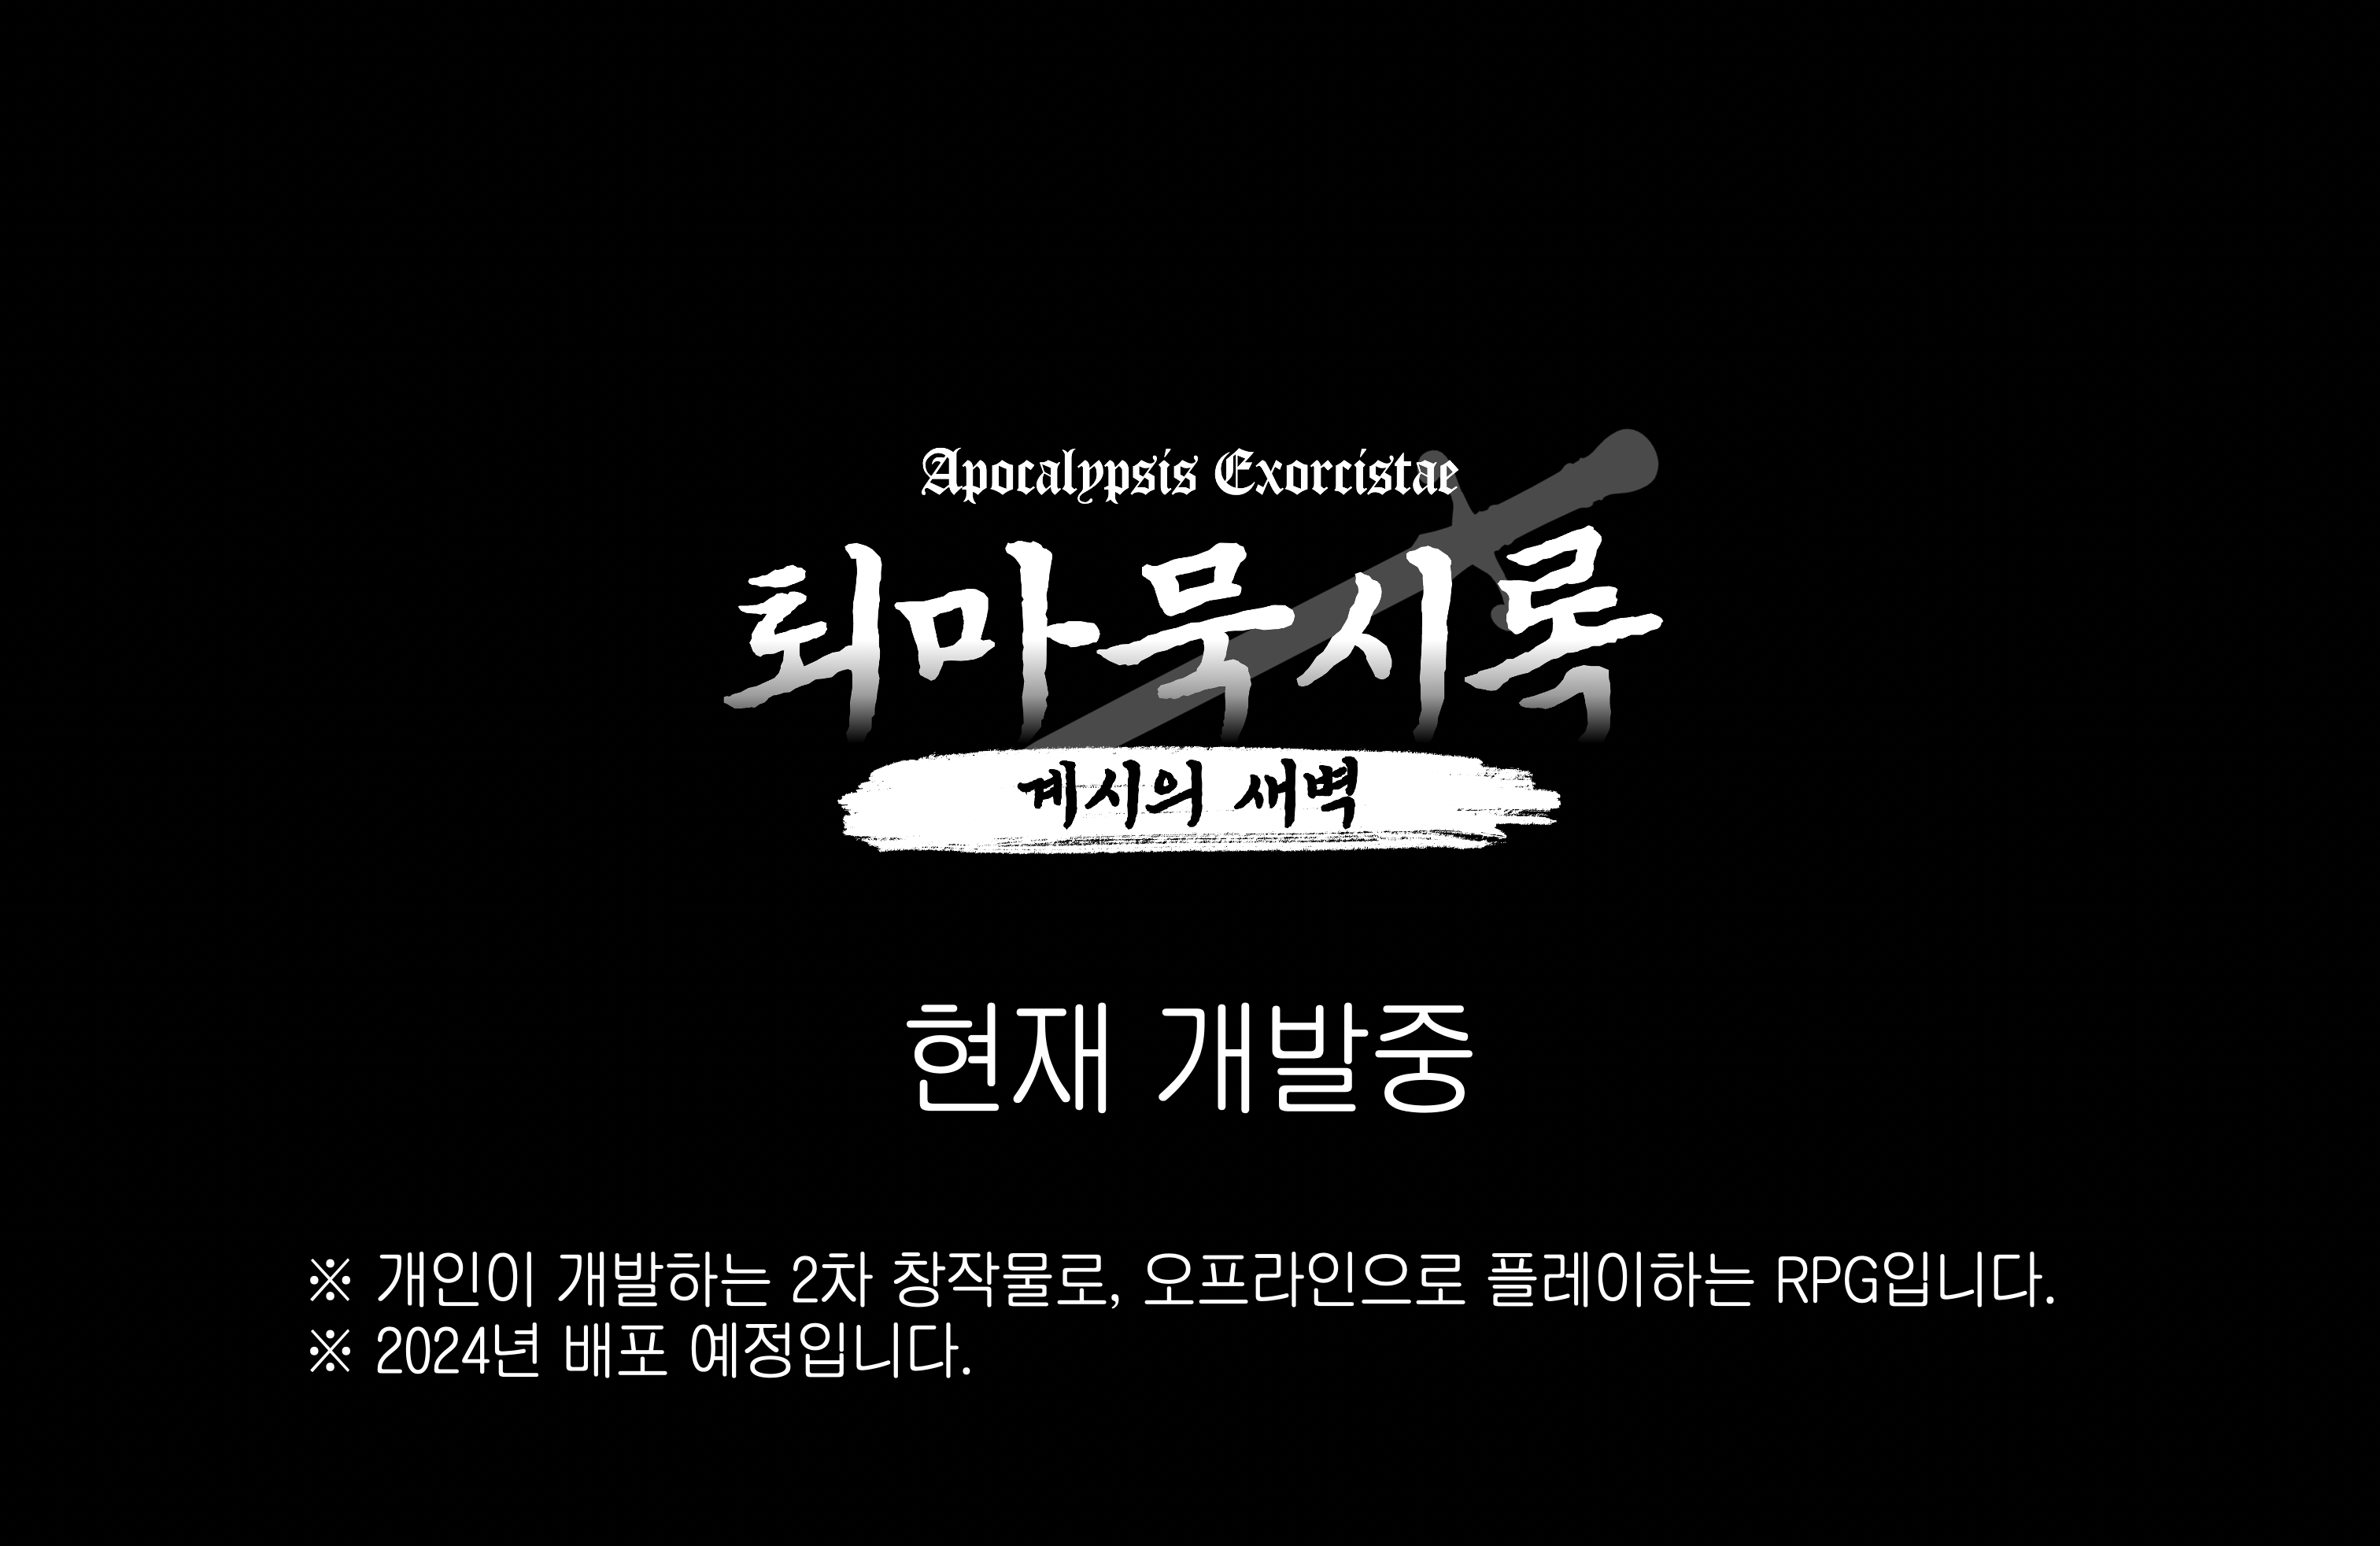 Apocalypsis Exorcistae
퇴마묵시록
계시의 새벽
현재 개발중
※ 개인이 개발하는 2차 창작물로, 오프라인으로 플레이하는 RPG입니다.
※ 2024년 배포 예정입니다.